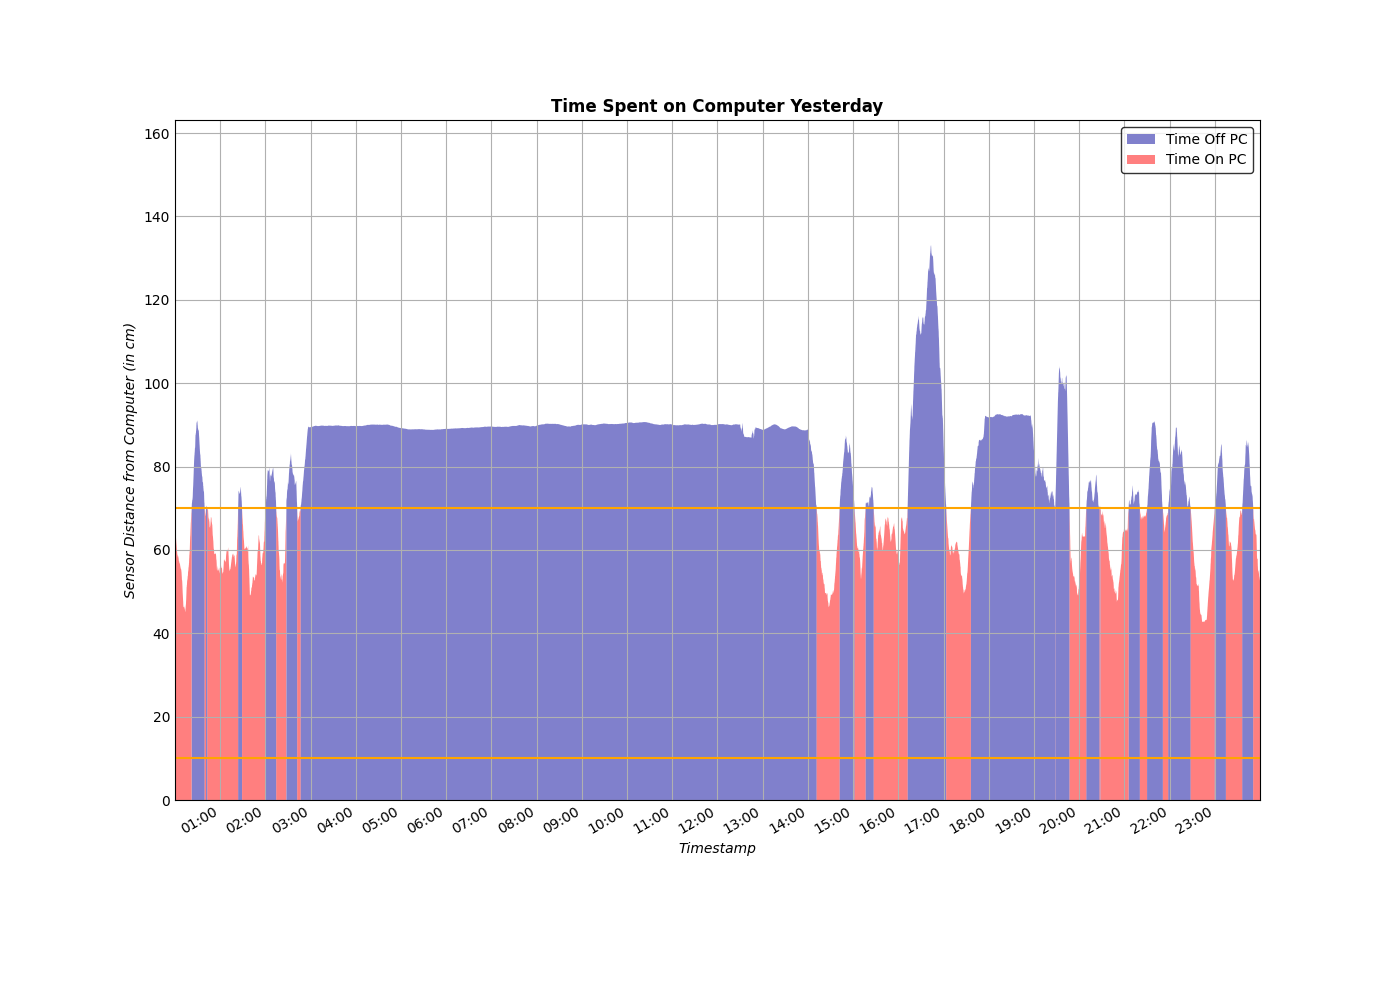 Time Spent on Computer Yesterday
Time Off PC
Time On PC
Sensor Distance from Computer (in cm)
160
140
120
100
80
60
40
20
0
01:00 02:00 03:00 04:00 05:00 06:00 07:00 08:00 09:00 10:00 11:00 12:00 13:00 14:00 15:00 16:00 17:00 18:00 19:00 20:00 21:00 22:00 23:00
Timestamp